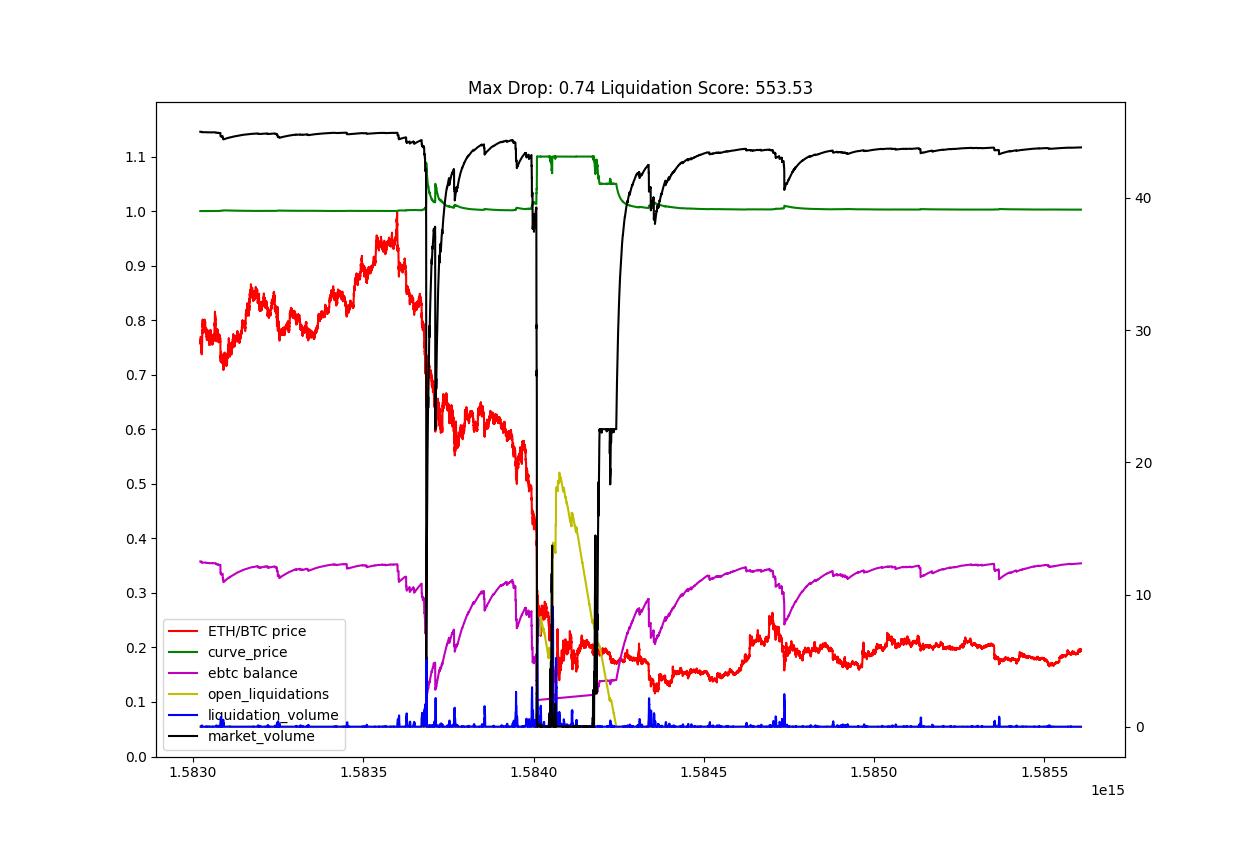 Max Drop: 0.74 Liquidation Score: 553.53
1.1
1.0
0.9
0.8
0.7
0.6
0.5
0.4
0.3
0.2
0.1
0.0
40
30
20
10
0
ETH/BTC price
curve_price
ebtc balance
open_liquidations
liquidation_volume
market_volume
1.5830 1.5835 1.5840 1.5845 1.5850 1.5855
1e15